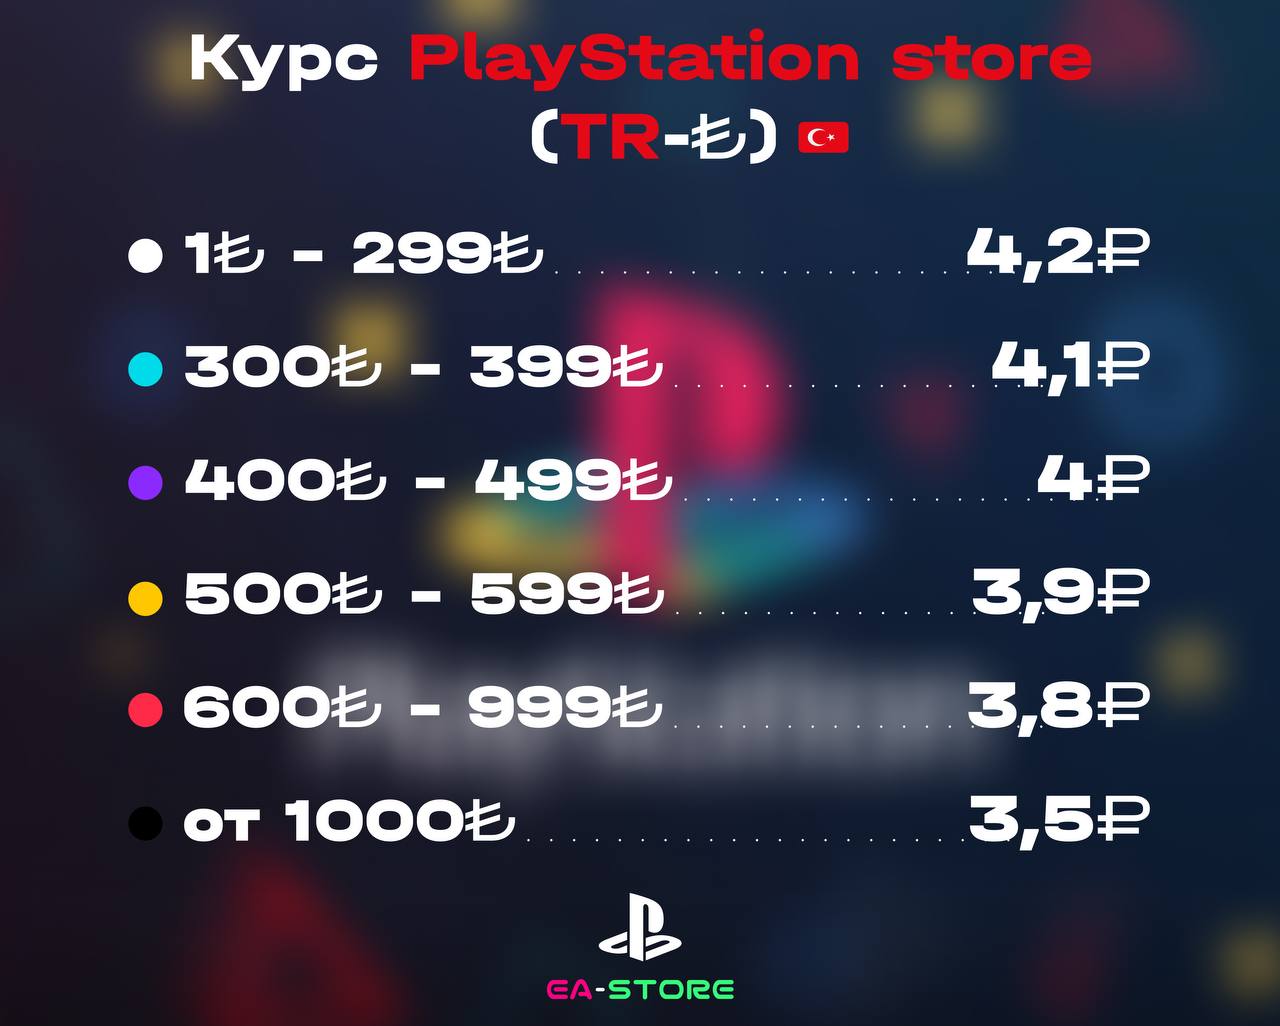 Курс PlayStation store
(TR-₺)
1₺ - 299₺ 4,2₽
300₺ - 399₺ 4,1₽
400₺ - 499₺ 4₽
500₺ - 599₺ 3,9₽
600₺ - 999₺ 3,8₽
от 1000₺ 3,5₽
EA-STORE